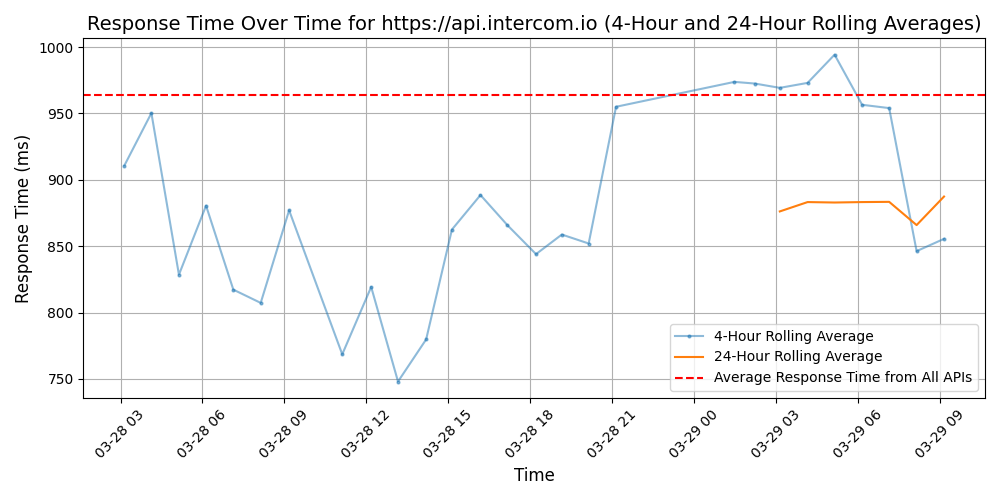 Response Time Over Time for https://api.intercom.io (4-Hour and 24-Hour Rolling Averages)
Response Time (ms)
1000
950
900
850
800
750
4-Hour Rolling Average
24-Hour Rolling Average
Average Response Time from All APIs
03-28 03
03-28 06
03-28 09
03-28 12
03-28 15
03-28 18
03-28 21
03-29 00
03-29 03
03-29 06
03-29 09
Time